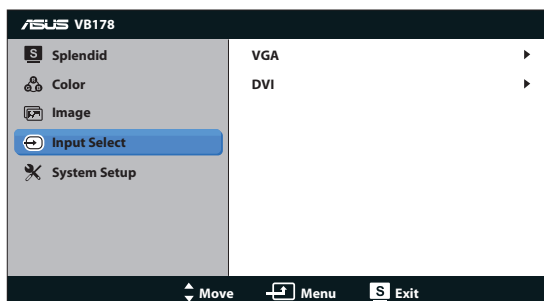 ASUS VB178
S Splendid
Color
Image
Input Select
System Setup
VGA
DVI
Move Menu S Exit